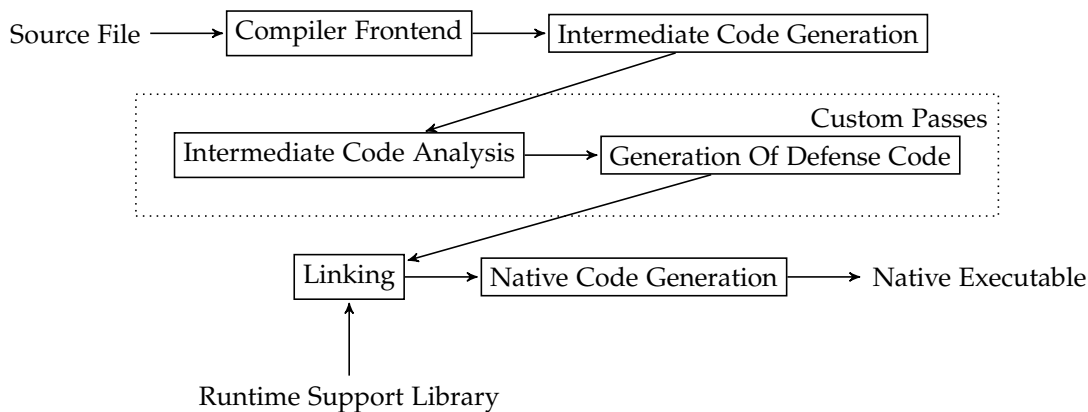 Source File
Compiler Frontend
Intermediate Code Generation
Custom Passes
Intermediate Code Analysis
Generation Of Defense Code
Linking
Native Code Generation
Native Executable
Runtime Support Library